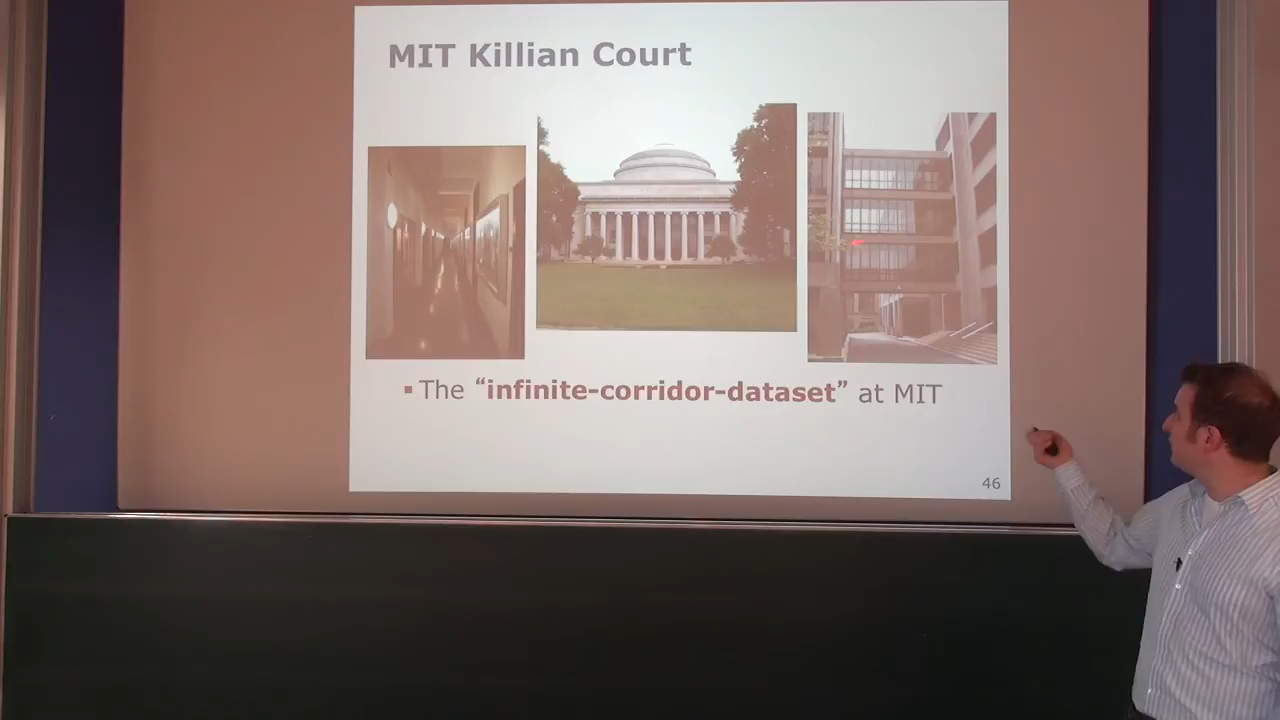 MIT Killian Court
▪ The “infinite-corridor-dataset” at MIT
46